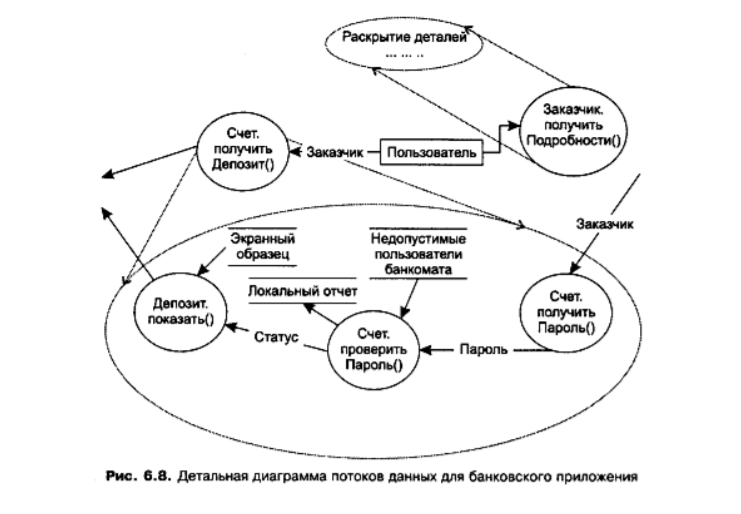 Раскрытие деталей
... ... ..
Заказчик.
получить
Подробности()
Счет.
получить
Депозит()
Заказчик
Пользователь
Заказчик
Экранный
образец
Недопустимые
пользователи
банкомата
Локальный отчет
Депозит.
показать()
Статус
Счет.
проверить
Пароль()
Пароль
Счет.
получить
Пароль()
Рис. 6.8. Детальная диаграмма потоков данных для банковского приложения